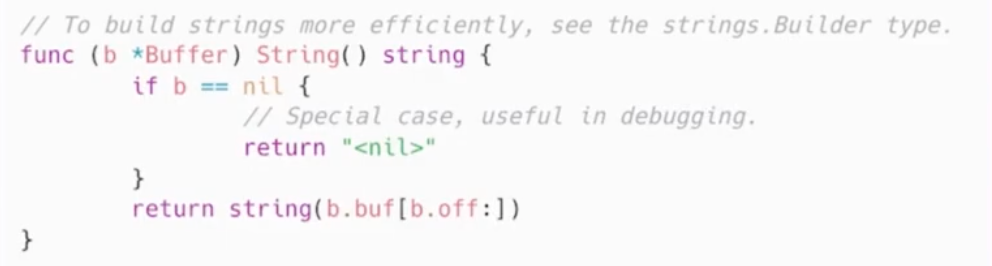 // To build strings more efficiently, see the strings.Builder type.
func (b *Buffer) String() string {
if b == nil {
// Special case, useful in debugging.
return "<nil>"
}
return string(b.buf[b.off:])
}